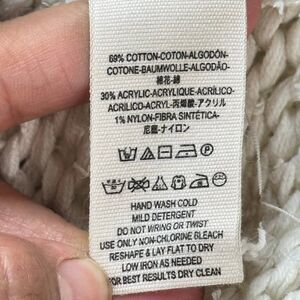 69% COTTON-COTON-ALGODÓN-
COTONE-BAUMWOLLE-ALGODÃO-
棉花-綿
30% ACRYLIC-ACRYLIQUE-ACRÍLICO-
ACRILICO-ACRYL-丙烯酸-アクリル
1% NYLON-FIBRA SINTÉTICA-
尼龍-ナイロン
HAND WASH COLD
MILD DETERGENT
DO NOT WRING OR TWIST
USE ONLY NON-CHLORINE BLEACH
RESHAPE & LAY FLAT TO DRY
LOW IRON AS NEEDED
FOR BEST RESULTS DRY CLEAN